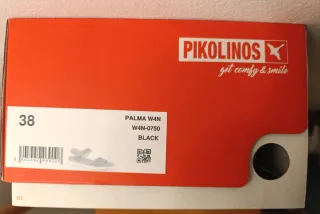 PIKOLINOS
get comfy & smile
38
PALMA W4N
W4N-0750
BLACK